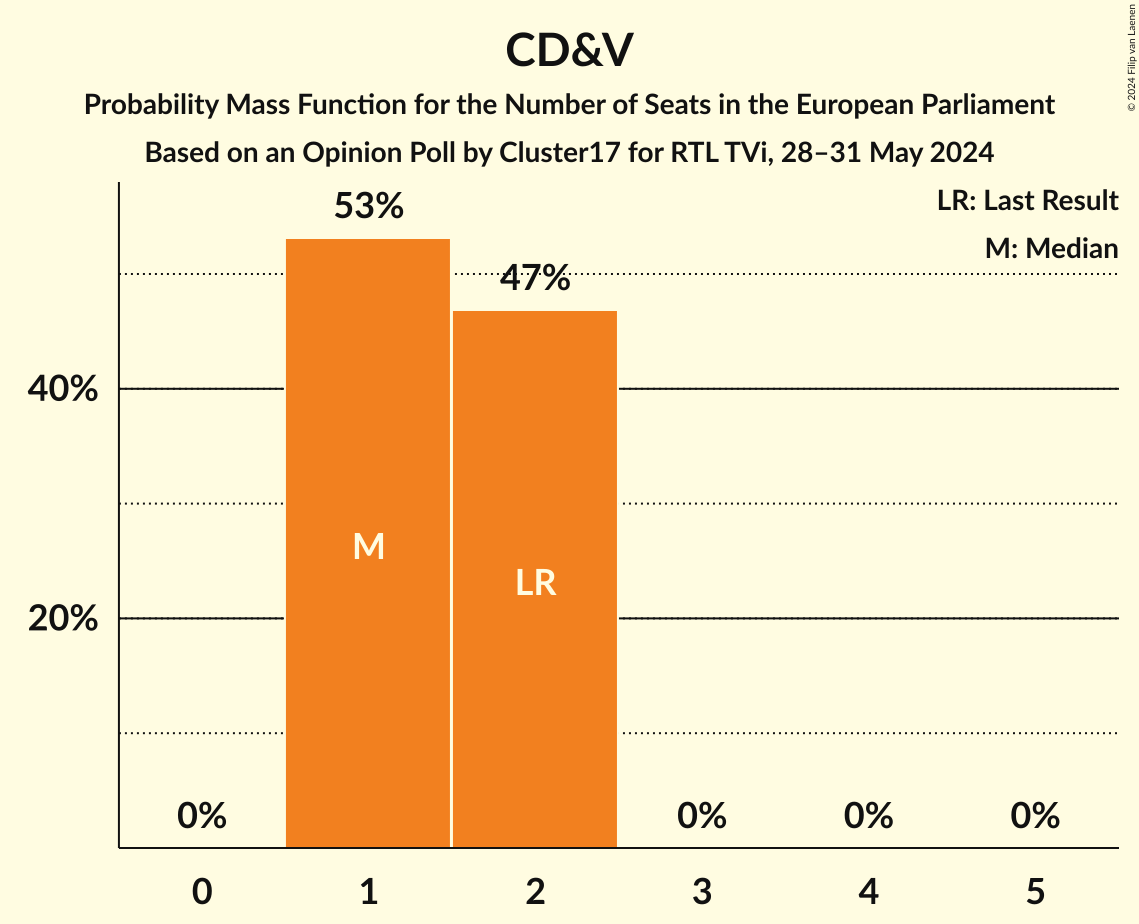 CD&V
Probability Mass Function for the Number of Seats in the European Parliament
Based on an Opinion Poll by Cluster17 for RTL TVi, 28–31 May 2024
© 2024 Filip van Laenen
LR: Last Result
M: Median
53%
47%
40%
20%
M
LR
0%
0%
0%
0%
0
1
2
3
4
5